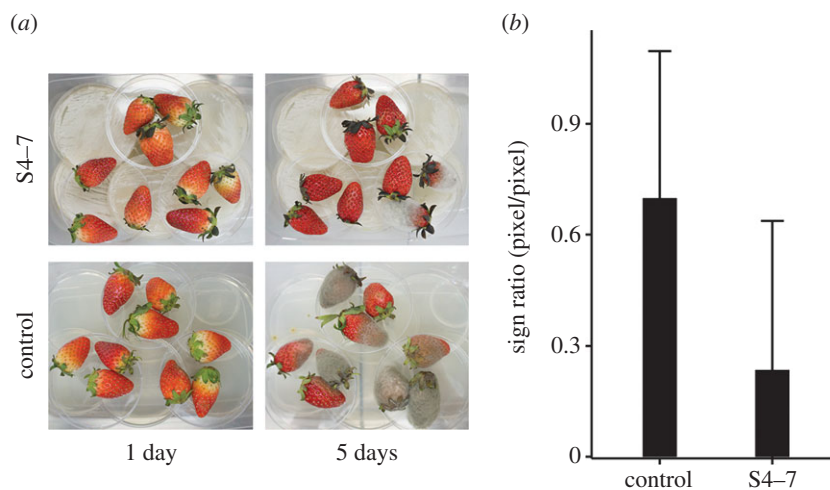 (a)
S4–7
control
1 day
5 days
(b)
sign ratio (pixel/pixel)
0.9
0.6
0.3
0
control
S4–7